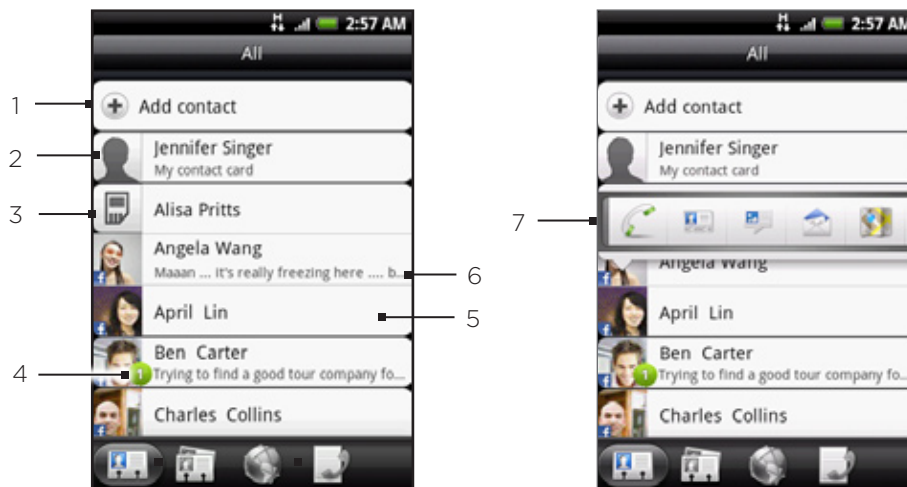 H 2:57 AM
All
1
Add contact
2
Jennifer Singer
My contact card
3
Alisa Pritts
Angela Wang
Maaan ... it's really freezing here .... b...
6
April Lin
5
4
Ben Carter
1
Trying to find a good tour company fo...
Charles Collins
H 2:57 AM
All
Add contact
Jennifer Singer
My contact card
7
Angela Wang
April Lin
Ben Carter
1
Trying to find a good tour company fo...
Charles Collins